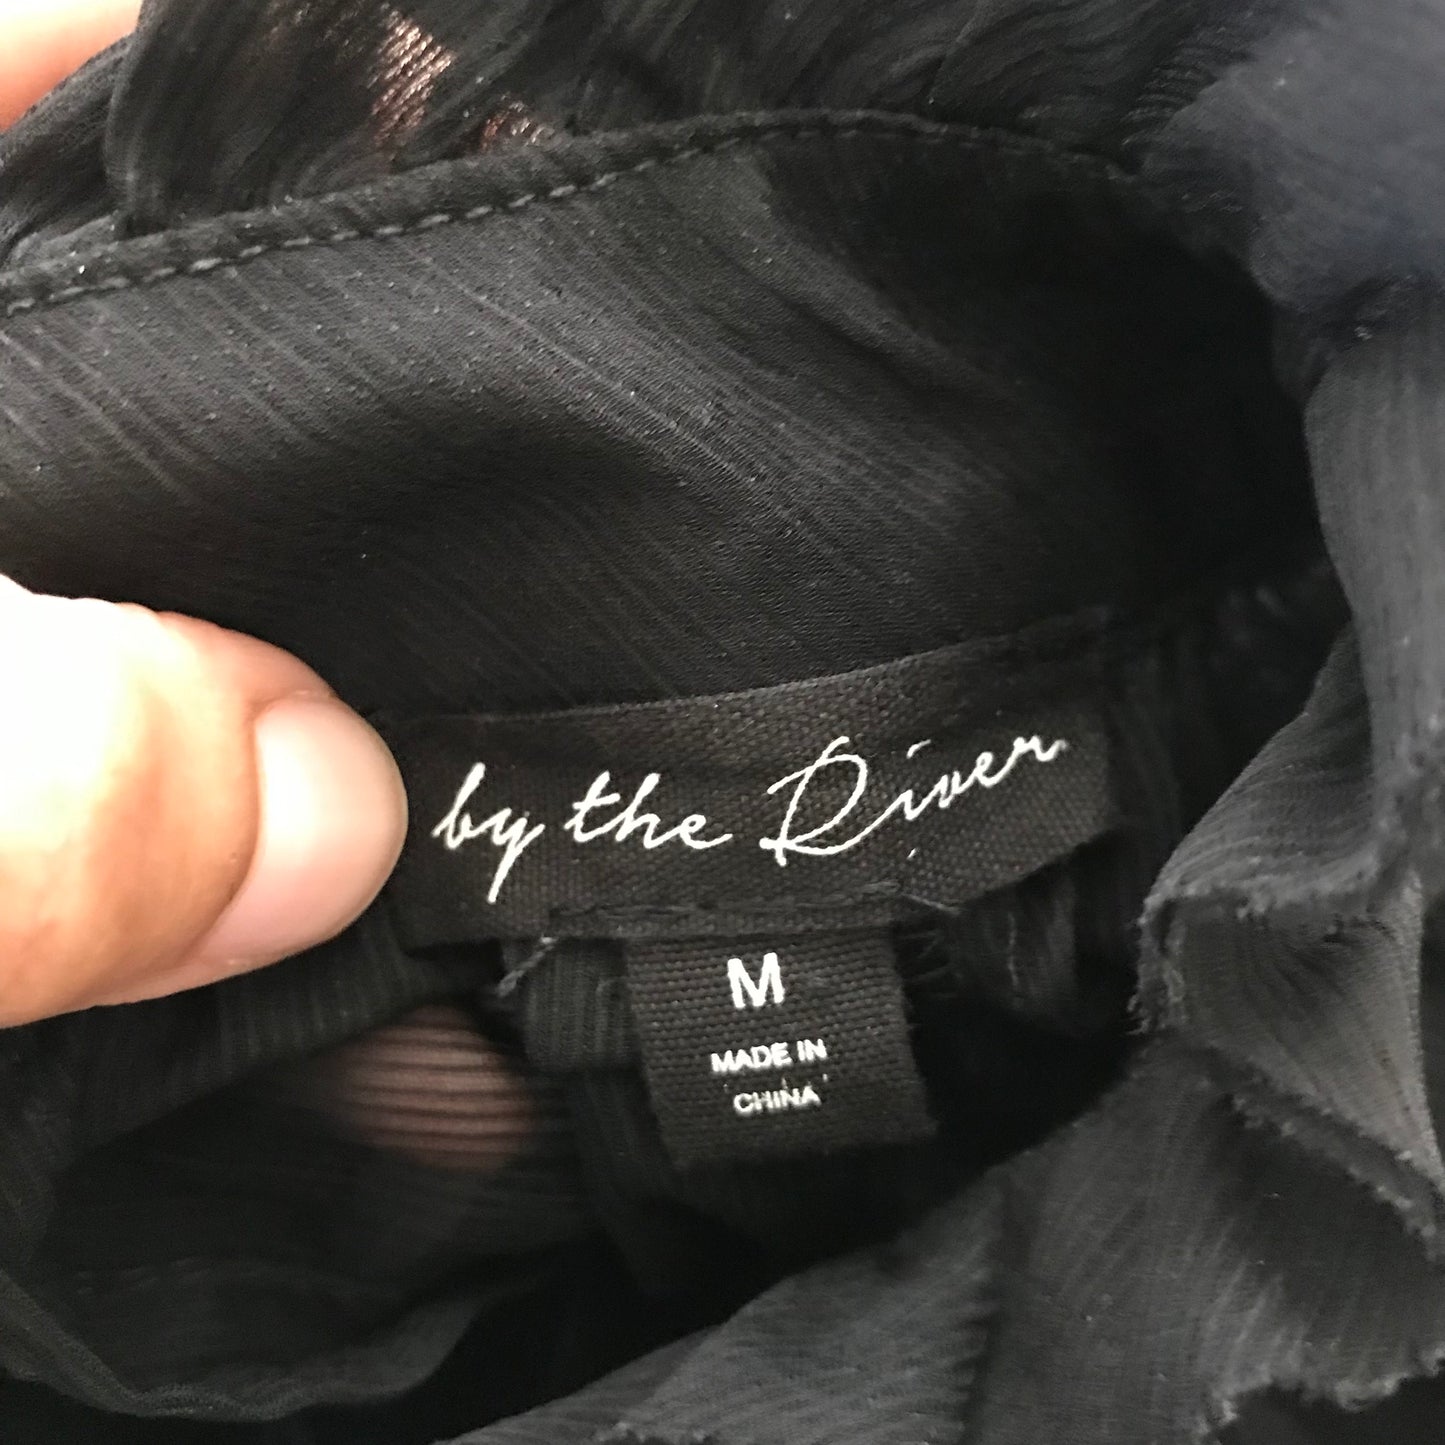 by the River
M
MADE IN
CHINA